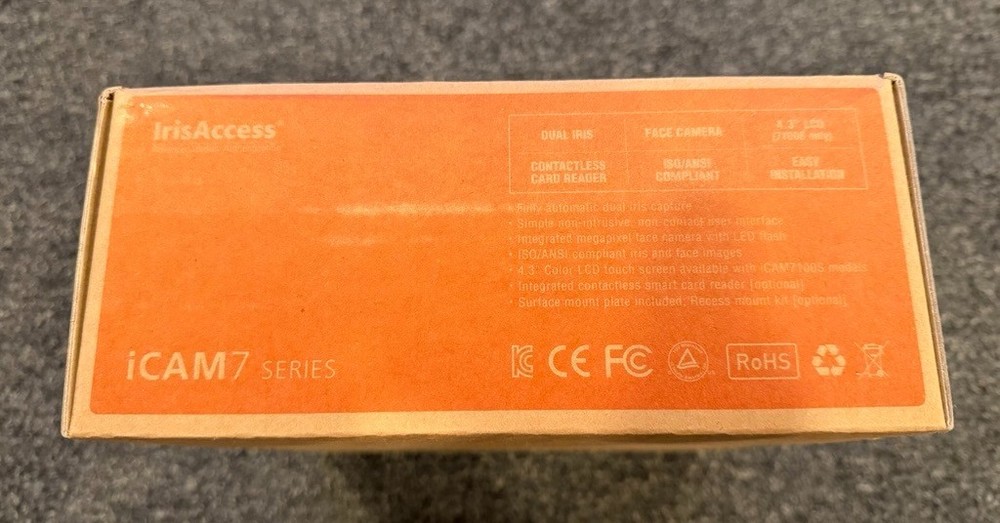 IrisAccess®
DUAL IRIS
FACE CAMERA
4.3" LCD
(7100S only)
CONTACTLESS
CARD READER
ISO/ANSI
COMPLIANT
EASY
INSTALLATION
• Fully automatic dual iris capture
• Simple non-intrusive, non-contact user interface
• Integrated megapixel face camera with LED flash
• ISO/ANSI compliant iris and face images
• 4.3" Color LCD touch screen available with iCAM7100S models
• Integrated contactless smart card reader [optional]
• Surface mount plate included, Recess mount kit [optional]
iCAM7 SERIES
CE FC
RoHS